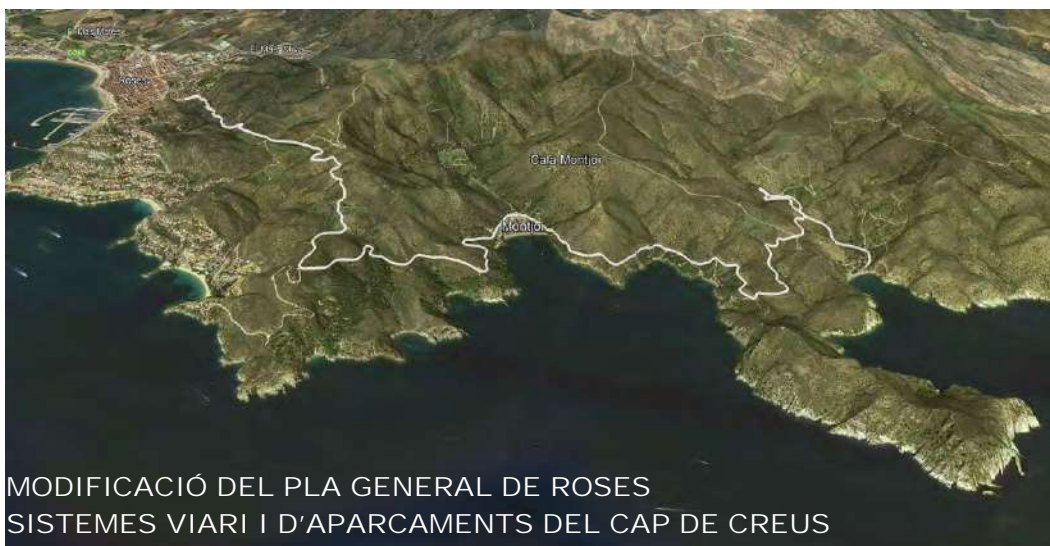 Roses
Cala Montjoi
Montjoi
MODIFICACIÓ DEL PLA GENERAL DE ROSES
SISTEMES VIARI I D'APARCAMENTS DEL CAP DE CREUS